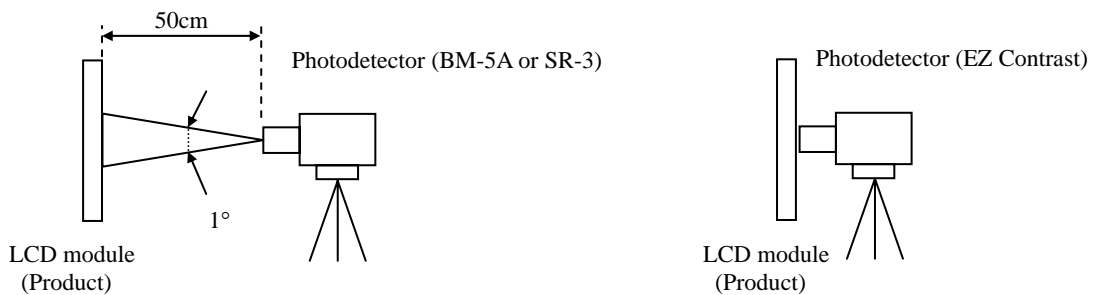 50cm
Photodetector (BM-5A or SR-3)
1°
LCD module
(Product)
Photodetector (EZ Contrast)
LCD module
(Product)